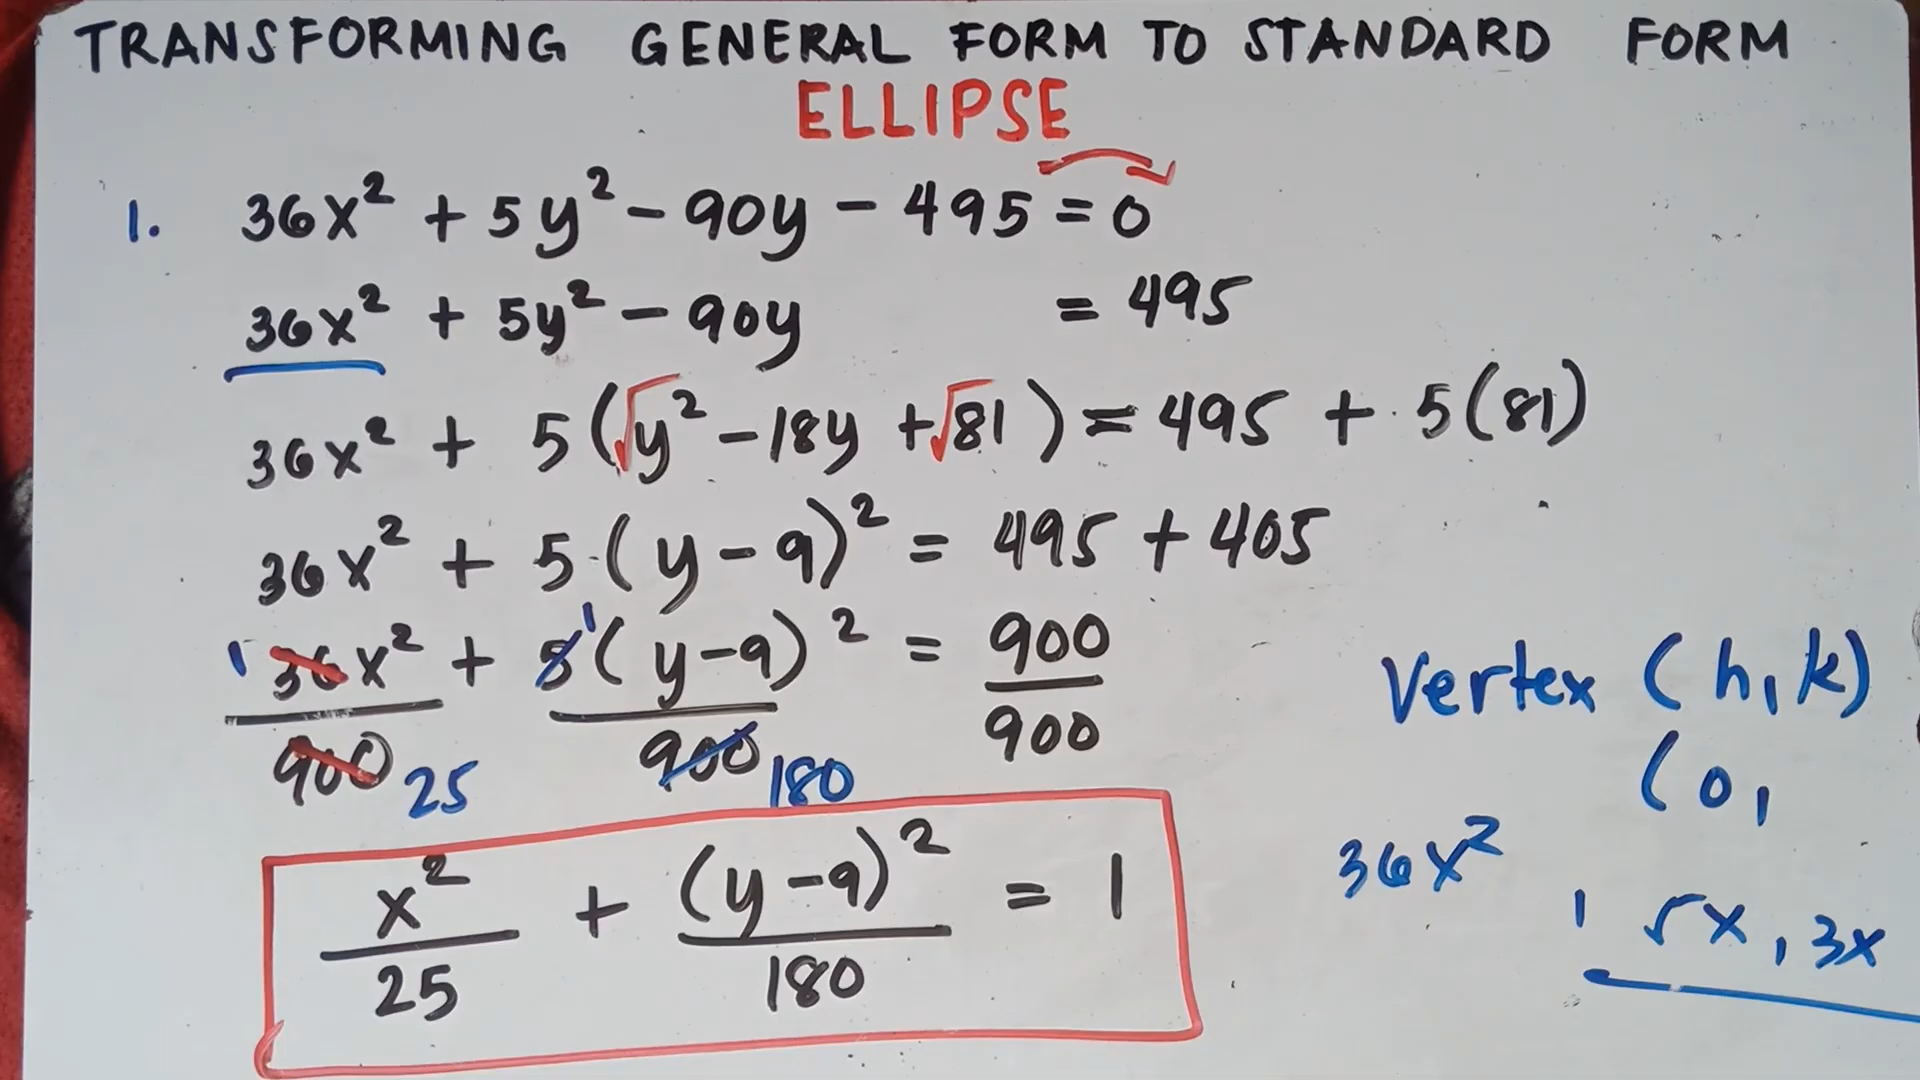 TRANSFORMING GENERAL FORM TO STANDARD FORM
ELLIPSE
1. 36x² + 5y² - 90y - 495 = 0
36x² + 5y² - 90y = 495
36x² + 5(√y² - 18y + √81) = 495 + 5(81)
36x² + 5(y - 9)² = 495 + 405
1 36x² + 5 1 (y-9)² = 900
900 25 900 180 900
x² + (y-9)² = 1
25 180
Vertex (h, k)
(0,
36x²
1 5x, 3x